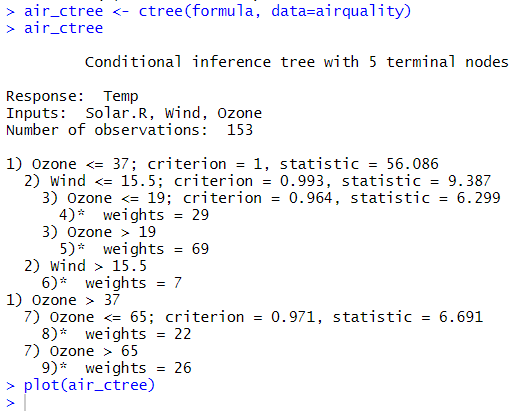 > air_ctree <- ctree(formula, data=airquality)
> air_ctree
Conditional inference tree with 5 terminal nodes
Response:  Temp
Inputs:  Solar.R, Wind, Ozone
Number of observations:  153
1) Ozone <= 37; criterion = 1, statistic = 56.086
2) Wind <= 15.5; criterion = 0.993, statistic = 9.387
3) Ozone <= 19; criterion = 0.964, statistic = 6.299
4)*  weights = 29
3) Ozone > 19
5)*  weights = 69
2) Wind > 15.5
6)*  weights = 7
1) Ozone > 37
7) Ozone <= 65; criterion = 0.971, statistic = 6.691
8)*  weights = 22
7) Ozone > 65
9)*  weights = 26
> plot(air_ctree)
>